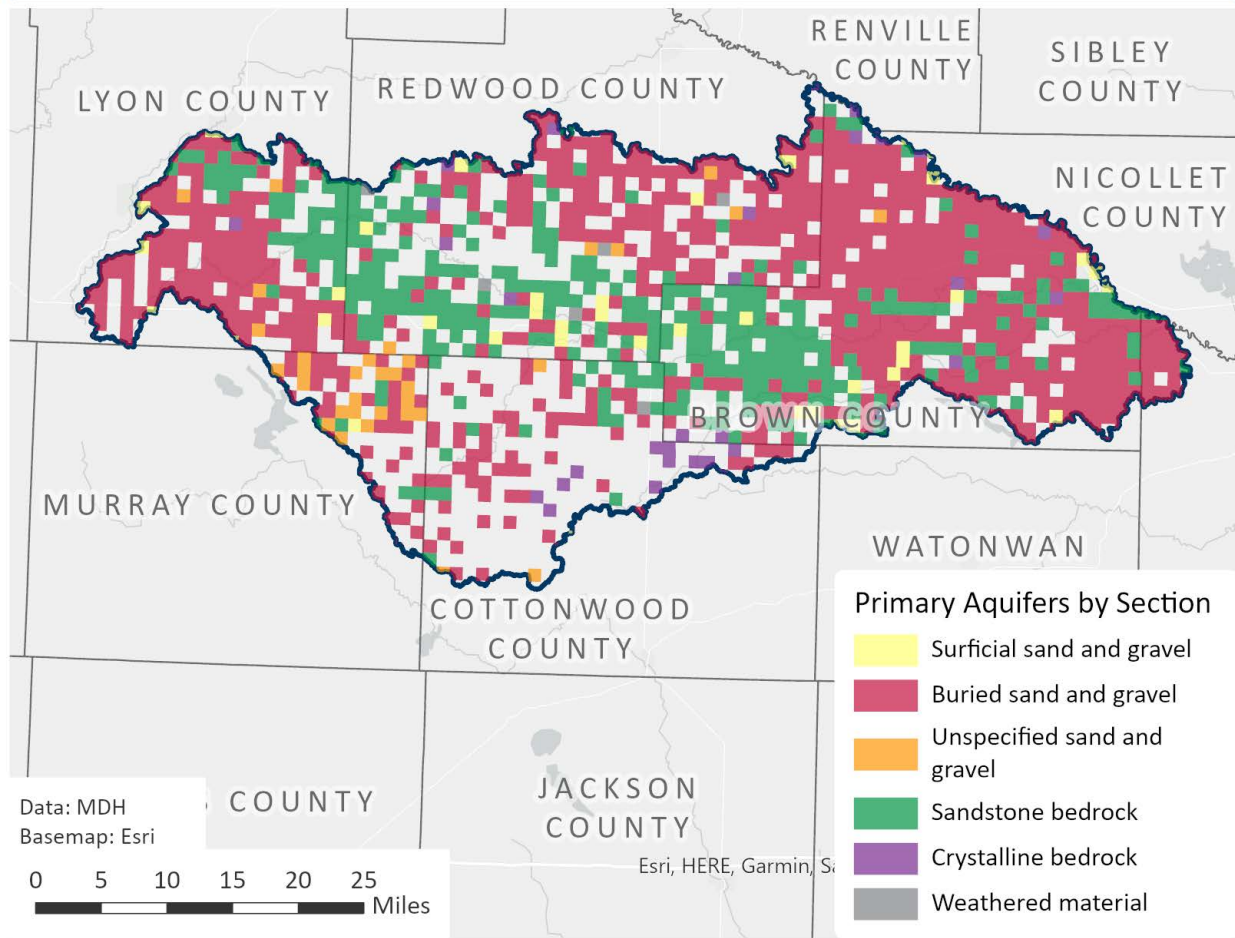 RENVILLE
COUNTY
SIBLEY
COUNTY
LYON COUNTY
REDWOOD COUNTY
NICOLLET
COUNTY
BROWN COUNTY
MURRAY COUNTY
WATONWAN
COTTONWOOD
COUNTY
JACKSON
COUNTY
COUNTY
Primary Aquifers by Section
Surficial sand and gravel
Buried sand and gravel
Unspecified sand and
gravel
Sandstone bedrock
Crystalline bedrock
Weathered material
Data: MDH
Basemap: Esri
0 5 10 15 20 25
Miles
Esri, HERE, Garmin,